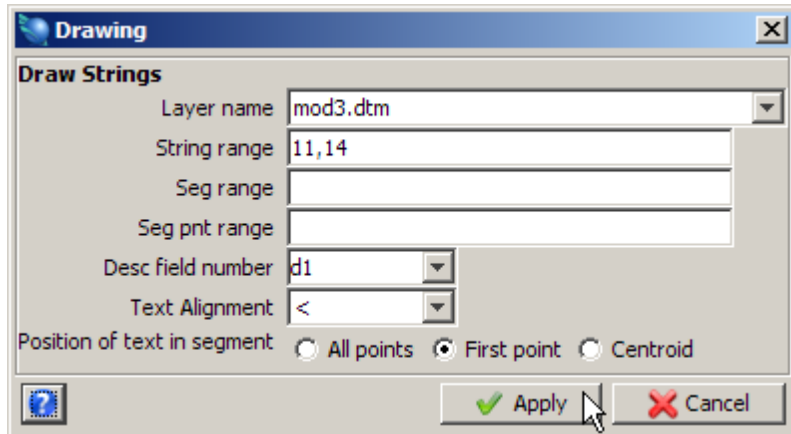 Drawing
Draw Strings
Layer name mod3.dtm
String range 11,14
Seg range
Seg pnt range
Desc field number d1
Text Alignment <
Position of text in segment All points First point Centroid
? Apply Cancel